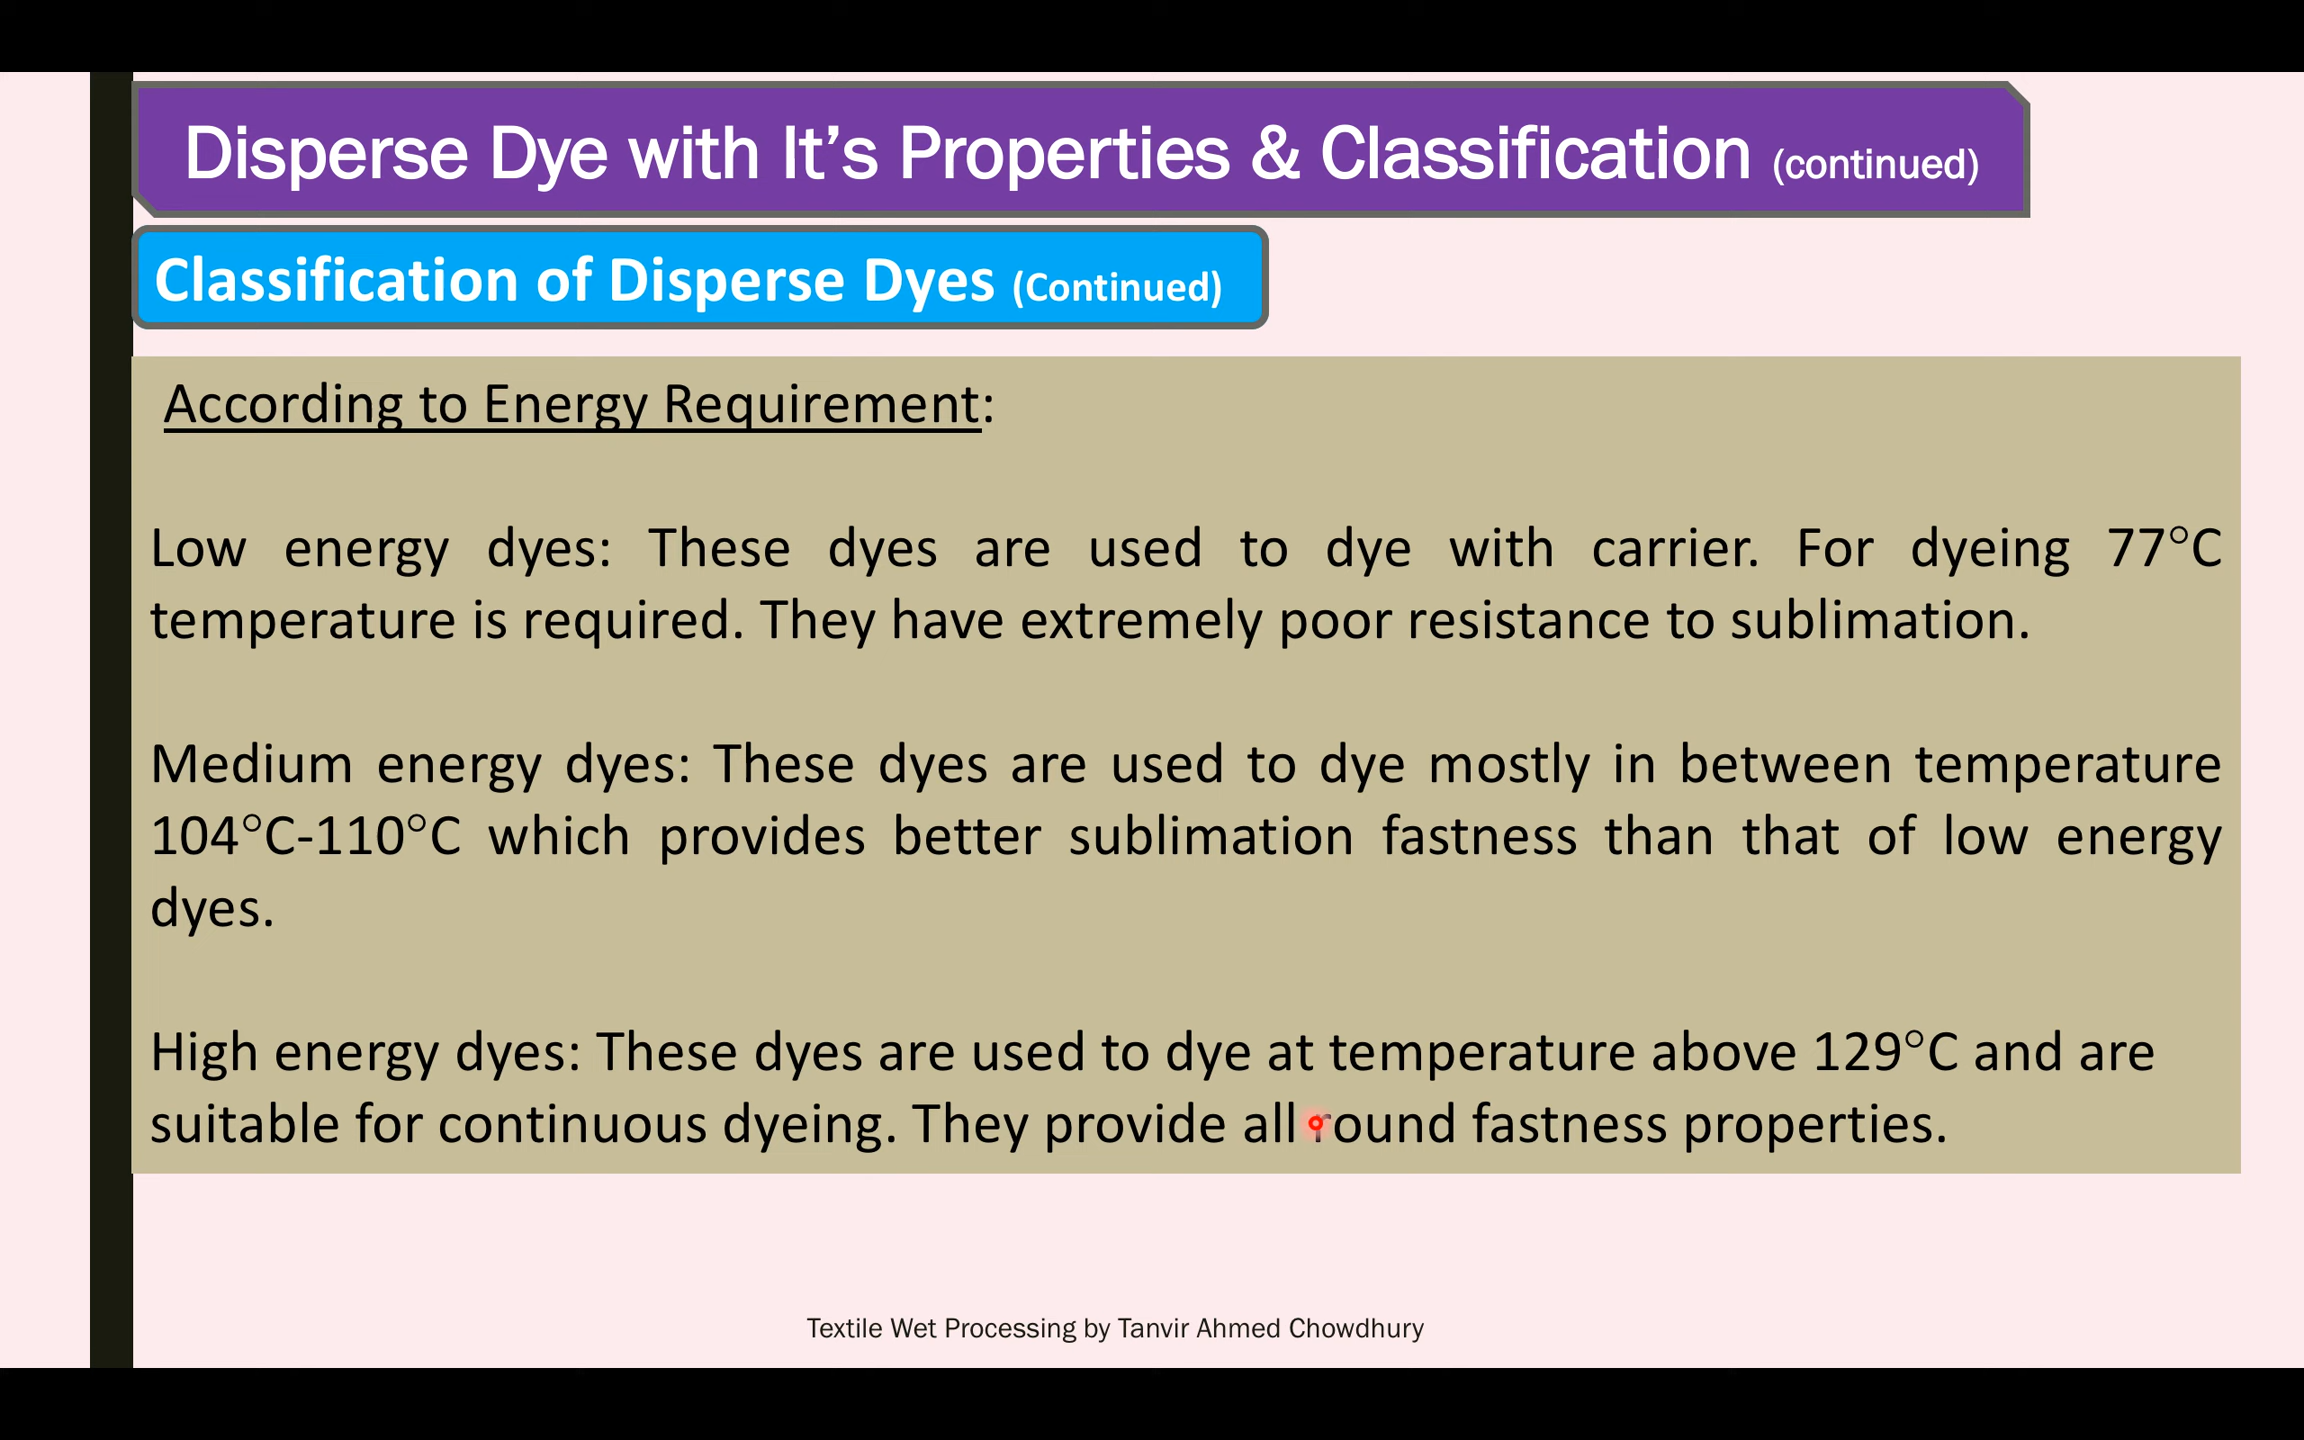 Disperse Dye with It’s Properties & Classification (continued)
Classification of Disperse Dyes (Continued)
According to Energy Requirement:
Low energy dyes: These dyes are used to dye with carrier. For dyeing 77°C
temperature is required. They have extremely poor resistance to sublimation.
Medium energy dyes: These dyes are used to dye mostly in between temperature
104°C-110°C which provides better sublimation fastness than that of low energy
dyes.
High energy dyes: These dyes are used to dye at temperature above 129°C and are
suitable for continuous dyeing. They provide all round fastness properties.
Textile Wet Processing by Tanvir Ahmed Chowdhury